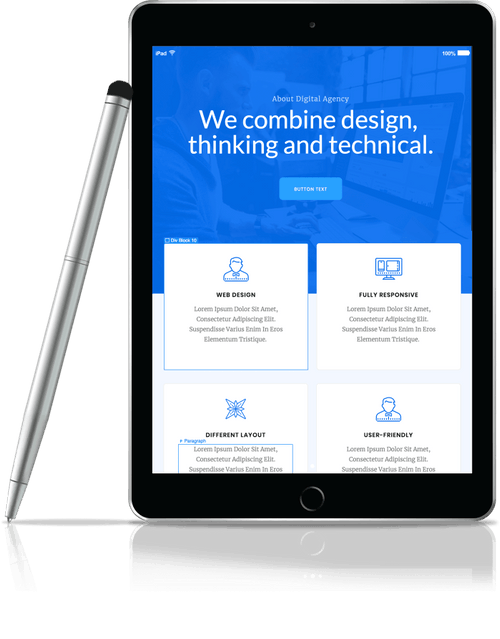 iPad 100%
About Digital Agency
We combine design,
thinking and technical.
BUTTON TEXT
Div Block 10
WEB DESIGN
Lorem Ipsum Dolor Sit Amet,
Consectetur Adipiscing Elit.
Suspendisse Varius Enim In Eros
Elementum Tristique.
FULLY RESPONSIVE
Lorem Ipsum Dolor Sit Amet,
Consectetur Adipiscing Elit.
Suspendisse Varius Enim In Eros
Elementum Tristique.
DIFFERENT LAYOUT
Paragraph
Lorem Ipsum Dolor Sit Amet,
Consectetur Adipiscing Elit.
Suspendisse Varius Enim In Eros
USER-FRIENDLY
Lorem Ipsum Dolor Sit Amet,
Consectetur Adipiscing Elit.
Suspendisse Varius Enim In Eros